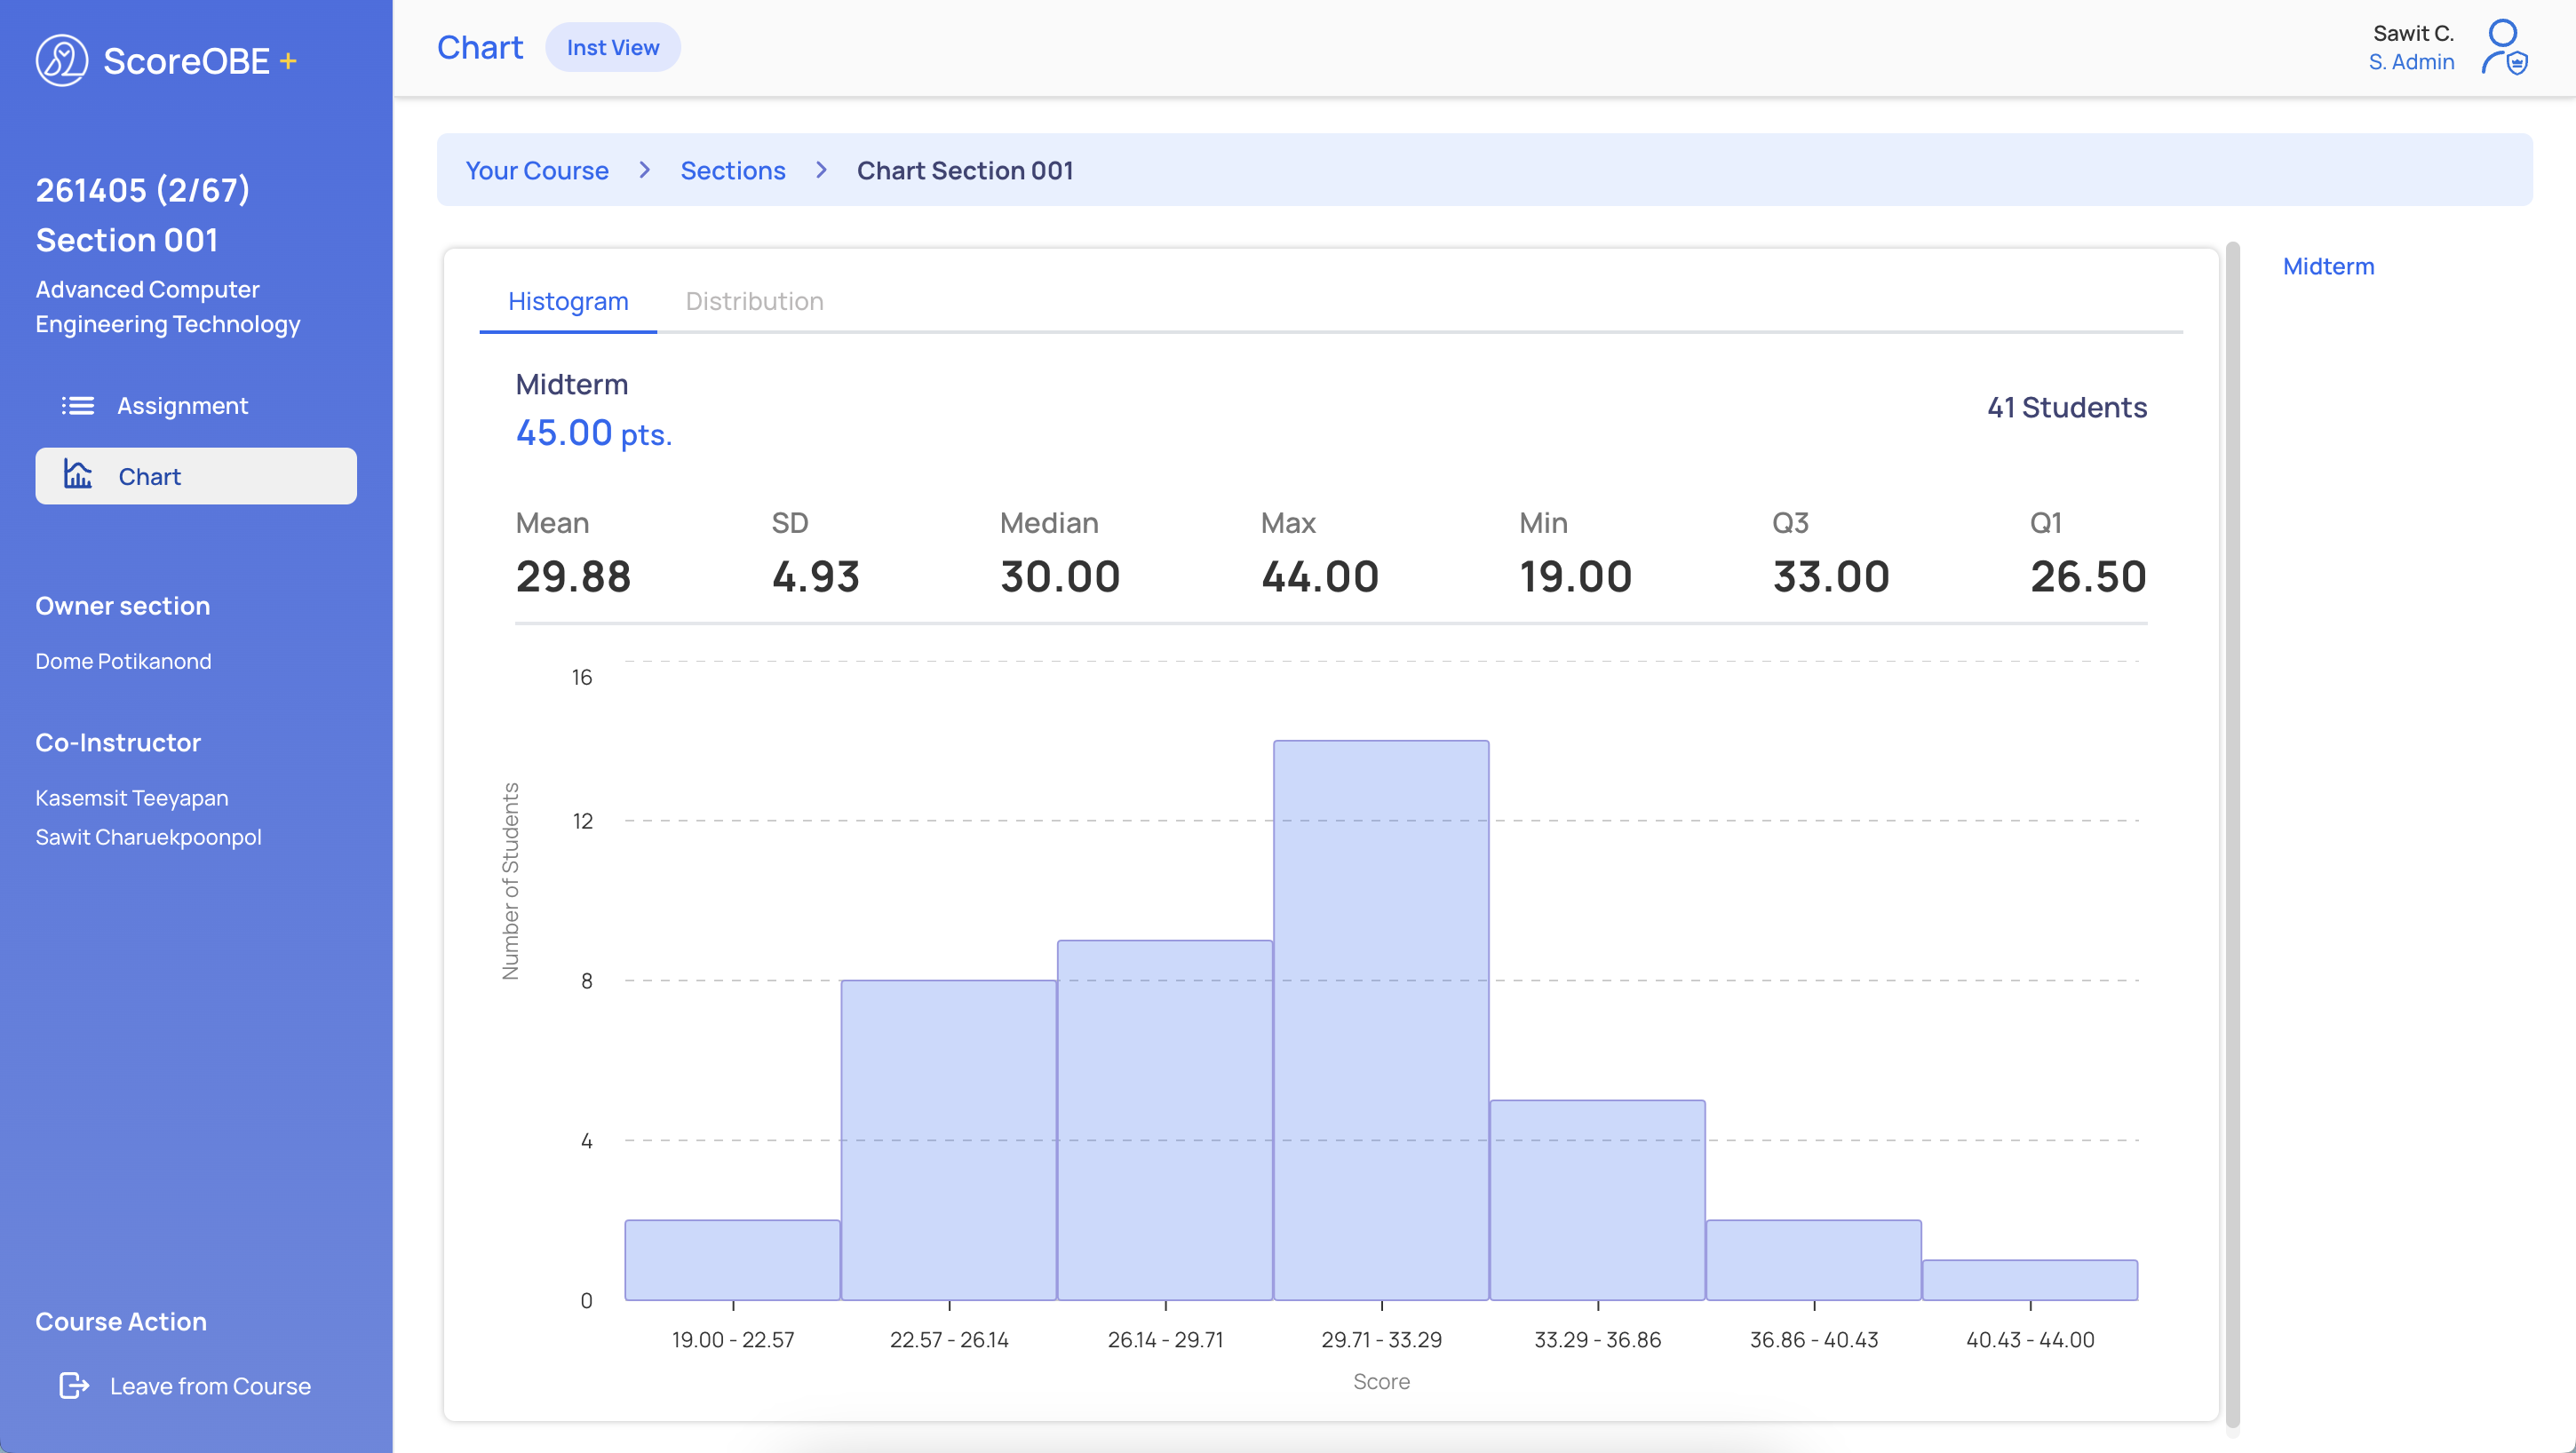 ScoreOBE +
261405 (2/67)
Section 001
Advanced Computer
Engineering Technology
Assignment
Chart
Owner section
Dome Potikanond
Co-Instructor
Kasemsit Teeyapan
Sawit Charuekpoonpol
Course Action
Leave from Course
Chart
Inst View
Sawit C.
S. Admin
Your Course > Sections > Chart Section 001
Histogram
Distribution
Midterm
45.00 pts.
41 Students
Mean
29.88
SD
4.93
Median
30.00
Max
44.00
Min
19.00
Q3
33.00
Q1
26.50
Number of Students
16
12
8
4
0
19.00 - 22.57
22.57 - 26.14
26.14 - 29.71
29.71 - 33.29
33.29 - 36.86
36.86 - 40.43
40.43 - 44.00
Score
Midterm